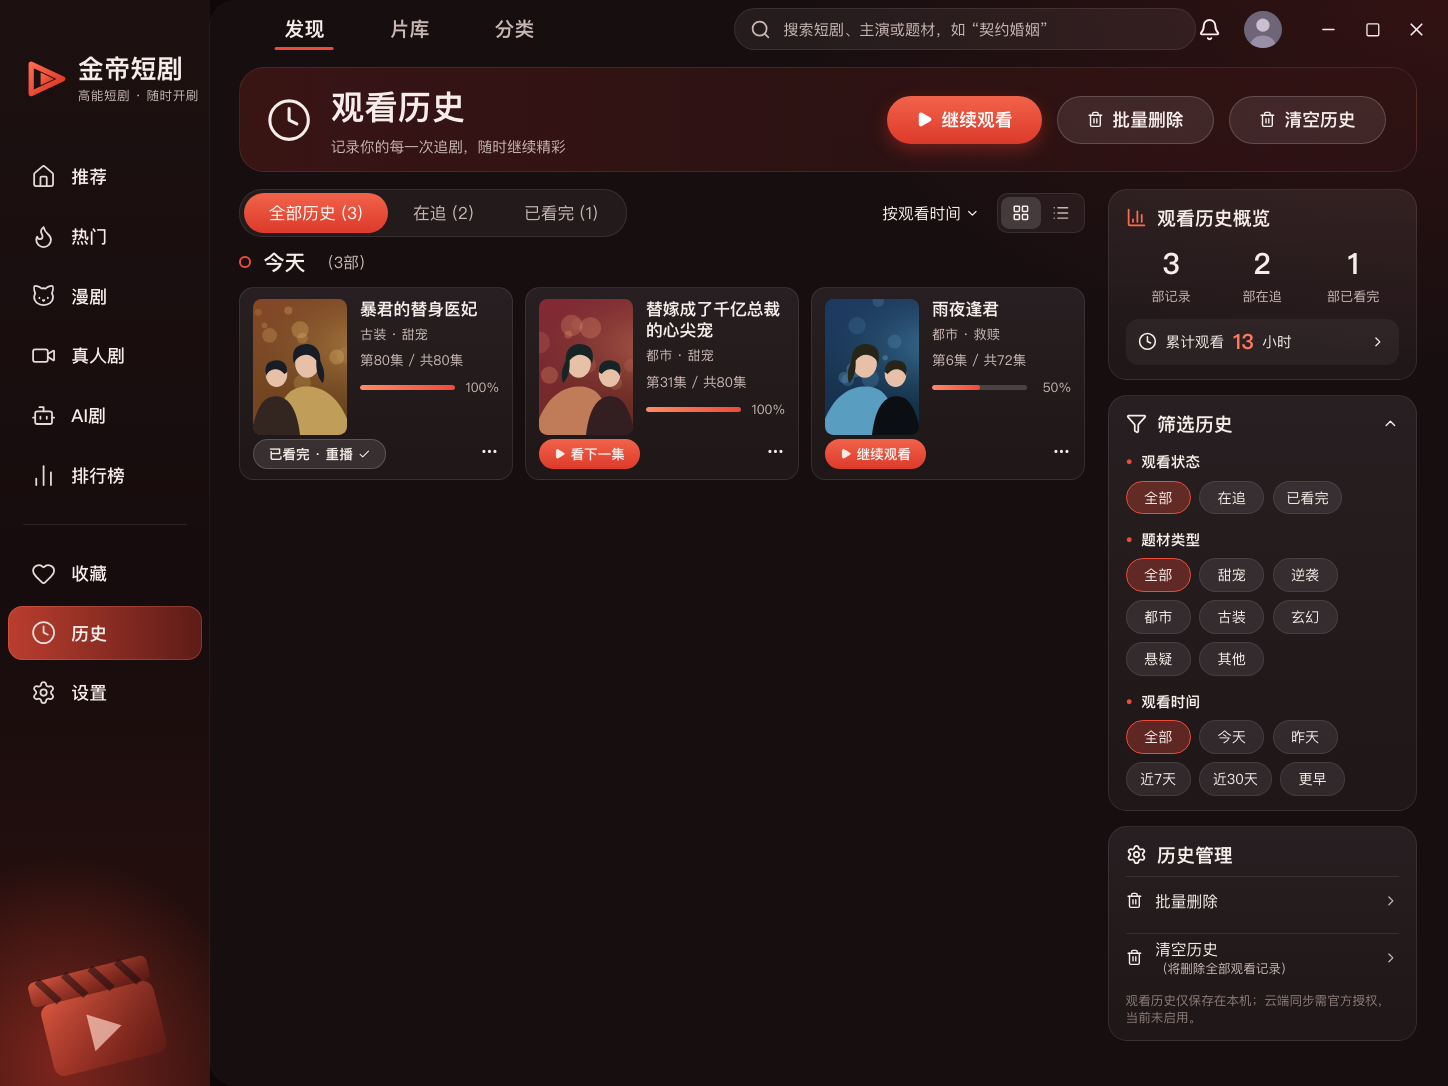 发现
片库
分类
搜索短剧、主演或题材，如 “契约婚姻”
金帝短剧
高能短剧 · 随时开刷
推荐
热门
漫剧
真人剧
AI剧
排行榜
收藏
历史
设置
观看历史
记录你的每一次追剧，随时继续精彩
继续观看
批量删除
清空历史
全部历史 (3)
在追 (2)
已看完 (1)
按观看时间
今天
(3部)
暴君的替身医妃
古装 · 甜宠
第80集 / 共80集
100%
已看完 · 重播
替嫁成了千亿总裁
的心尖宠
都市 · 甜宠
第31集 / 共80集
100%
看下一集
雨夜逢君
都市 · 救赎
第6集 / 共72集
50%
继续观看
观看历史概览
3
2
1
部记录
部在追
部已看完
累计观看 13 小时
筛选历史
观看状态
全部
在追
已看完
题材类型
全部
甜宠
逆袭
都市
古装
玄幻
悬疑
其他
观看时间
全部
今天
昨天
近7天
近30天
更早
历史管理
批量删除
清空历史
（将删除全部观看记录）
观看历史仅保存在本机；云端同步需官方授权，
当前未启用。